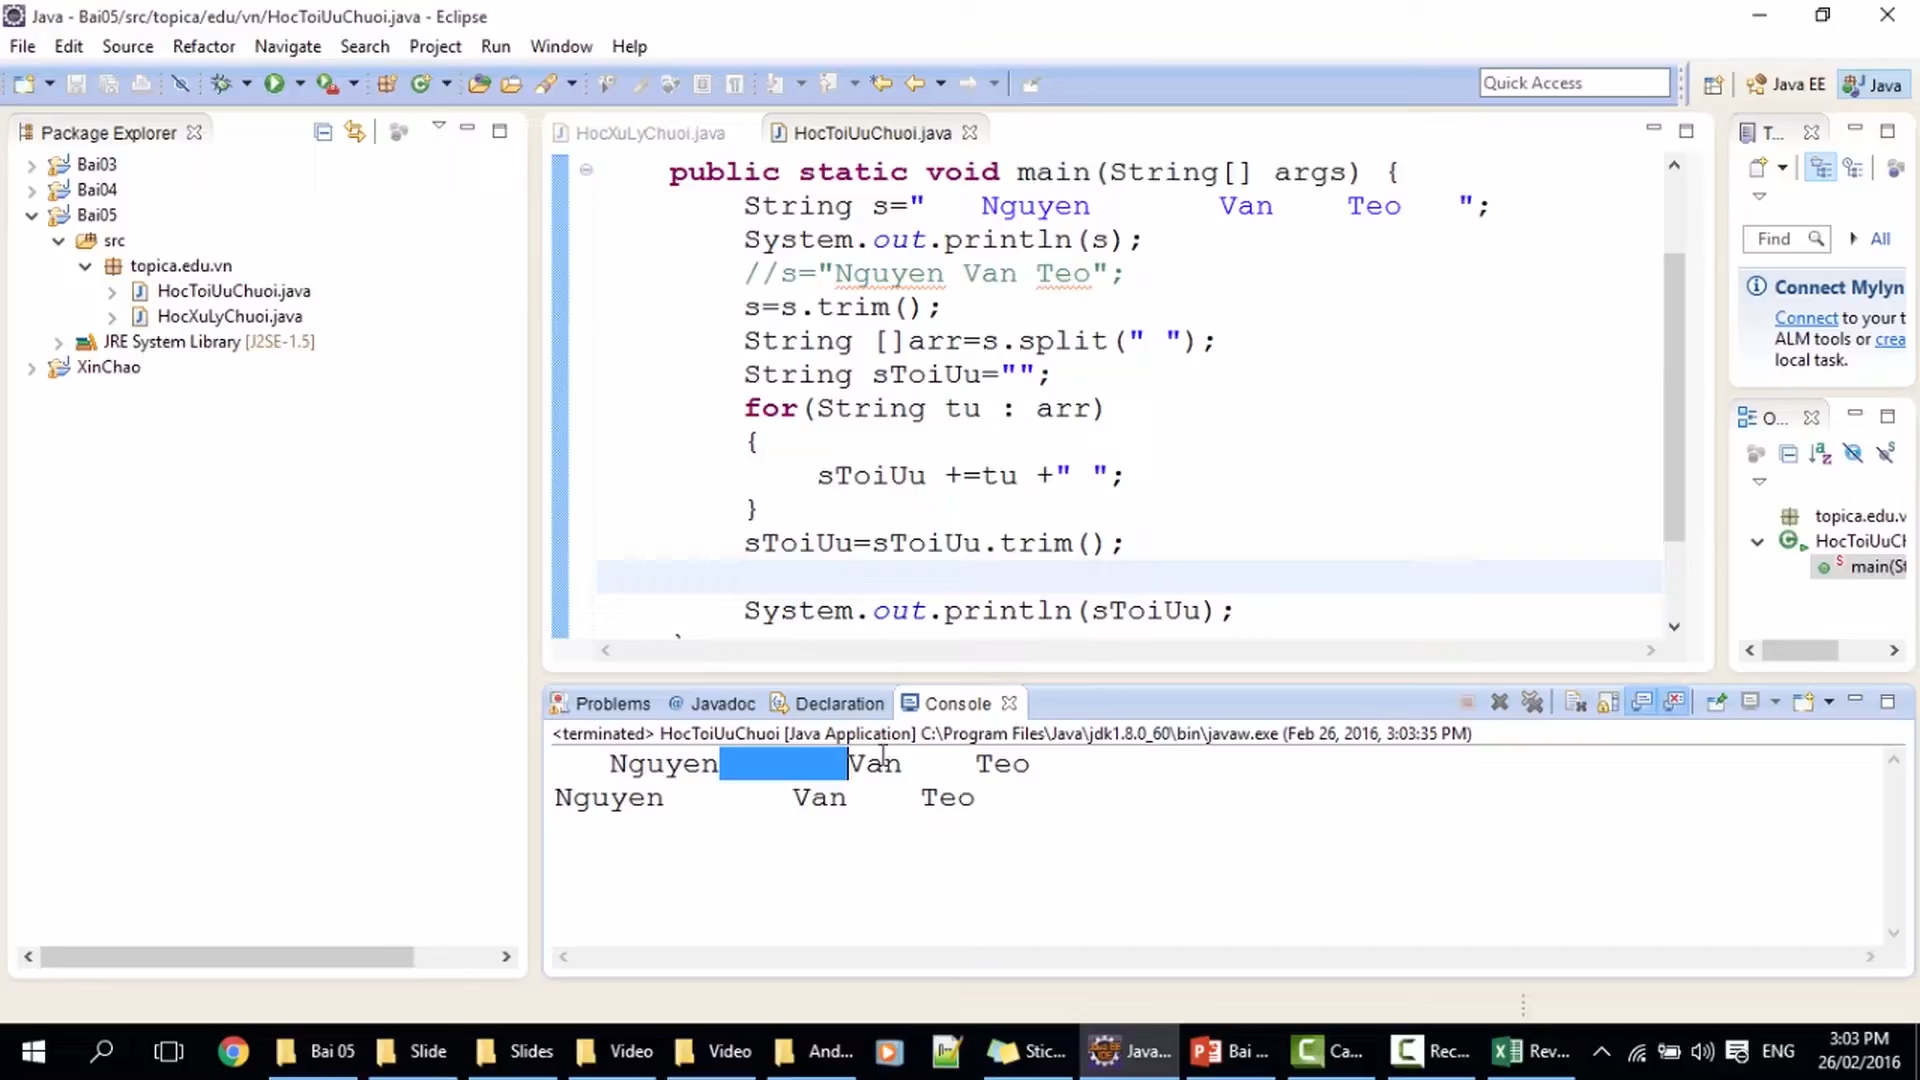 Java - Bai05/src/topica/edu/vn/HocToiUuChuoi.java - Eclipse
File Edit Source Refactor Navigate Search Project Run Window Help
Quick Access
Java EE
Java
Package Explorer
Bai03
Bai04
Bai05
src
topica.edu.vn
HocToiUuChuoi.java
HocXuLyChuoi.java
JRE System Library [J2SE-1.5]
XinChao
HocXuLyChuoi.java
HocToiUuChuoi.java
public static void main(String[] args) {
String s="   Nguyen       Van    Teo   ";
System.out.println(s);
//s="Nguyen Van Teo";
s=s.trim();
String []arr=s.split(" ");
String sToiUu="";
for(String tu : arr)
{
sToiUu +=tu +" ";
}
sToiUu=sToiUu.trim();
System.out.println(sToiUu);
T...
Find
All
Connect Mylyn
Connect to your t
ALM tools or crea
local task.
O...
topica.edu.v
HocToiUuCh
main(St
Problems @ Javadoc Declaration Console
<terminated> HocToiUuChuoi [Java Application] C:\Program Files\Java\jdk1.8.0_60\bin\javaw.exe (Feb 26, 2016, 3:03:35 PM)
   Nguyen       Van    Teo
Nguyen       Van    Teo
Bai 05
Slide
Slides
Video
Video
And...
Stic...
Java...
Bai ...
Ca...
Rec...
Rev...
ENG
3:03 PM
26/02/2016